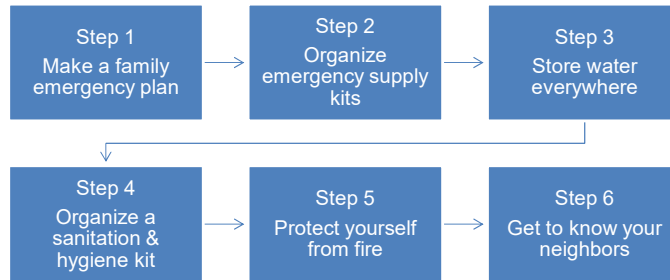 Step 1
Make a family
emergency plan
Step 2
Organize
emergency supply
kits
Step 3
Store water
everywhere
Step 4
Organize a
sanitation &
hygiene kit
Step 5
Protect yourself
from fire
Step 6
Get to know your
neighbors